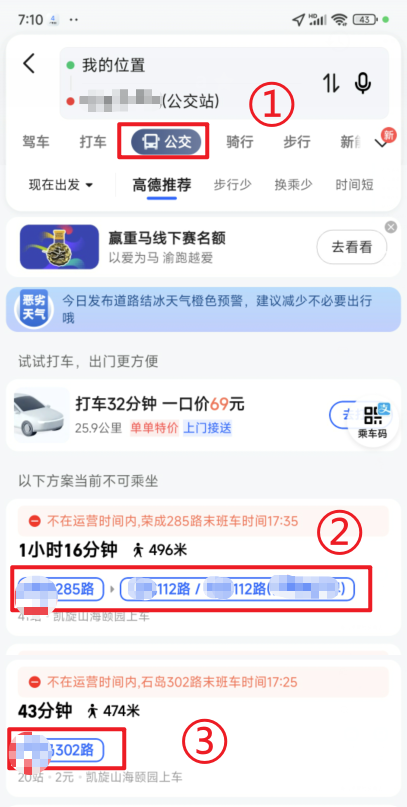 7:10
HD
43
我的位置
(公交站)
①
驾车 打车 公交 骑行 步行 新能 新
现在出发 高德推荐 步行少 换乘少 时间短
赢重马线下赛名额
以爱为马 渝跑越爱
去看看
恶劣天气
今日发布道路结冰天气橙色预警，建议减少不必要出行
哦
试试打车，出门更方便
打车32分钟 一口价69元
25.9公里 单单特价 上门接送
乘车码
以下方案当前不可乘坐
不在运营时间内,荣成285路末班车时间17:35
②
1小时16分钟 496米
285路 112路 / 112路(
站 · 凯旋山海颐园上车
不在运营时间内,石岛302路末班车时间17:25
43分钟 474米
③
302路
20站 · 2元 · 凯旋山海颐园上车